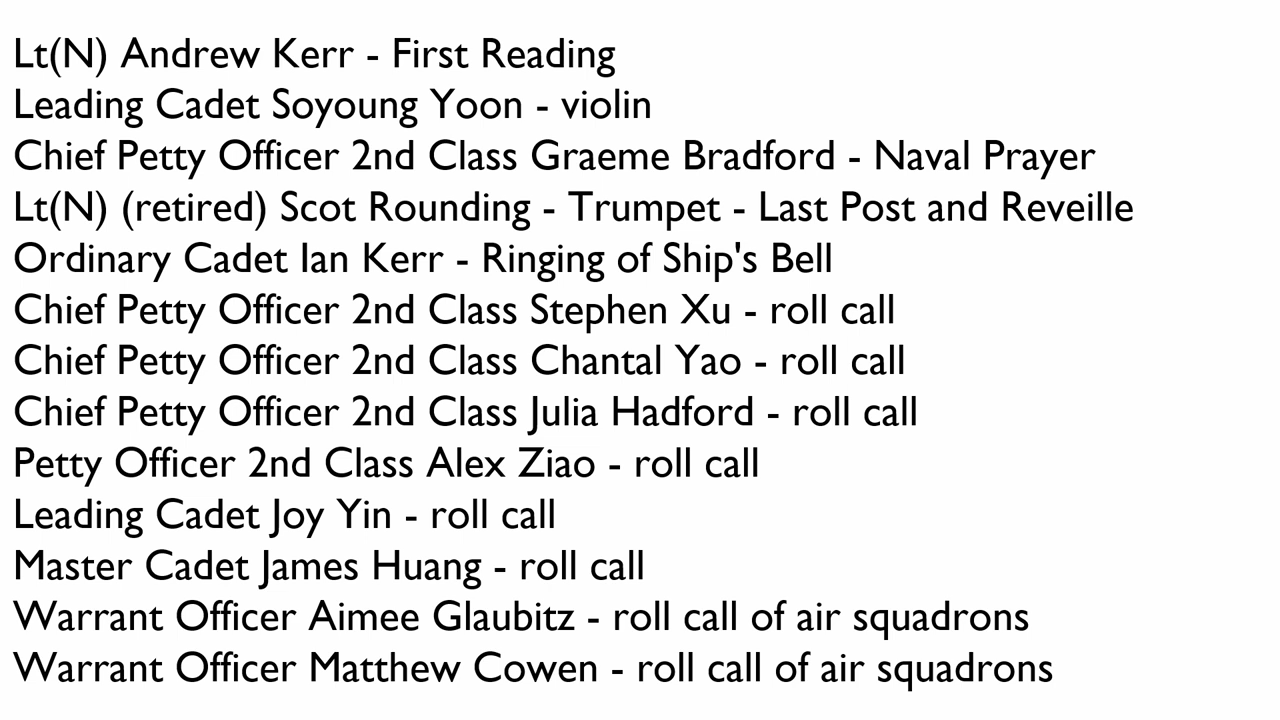 Lt(N) Andrew Kerr - First Reading
Leading Cadet Soyoung Yoon - violin
Chief Petty Officer 2nd Class Graeme Bradford - Naval Prayer
Lt(N) (retired) Scot Rounding - Trumpet - Last Post and Reveille
Ordinary Cadet Ian Kerr - Ringing of Ship's Bell
Chief Petty Officer 2nd Class Stephen Xu - roll call
Chief Petty Officer 2nd Class Chantal Yao - roll call
Chief Petty Officer 2nd Class Julia Hadford - roll call
Petty Officer 2nd Class Alex Ziao - roll call
Leading Cadet Joy Yin - roll call
Master Cadet James Huang - roll call
Warrant Officer Aimee Glaubitz - roll call of air squadrons
Warrant Officer Matthew Cowen - roll call of air squadrons